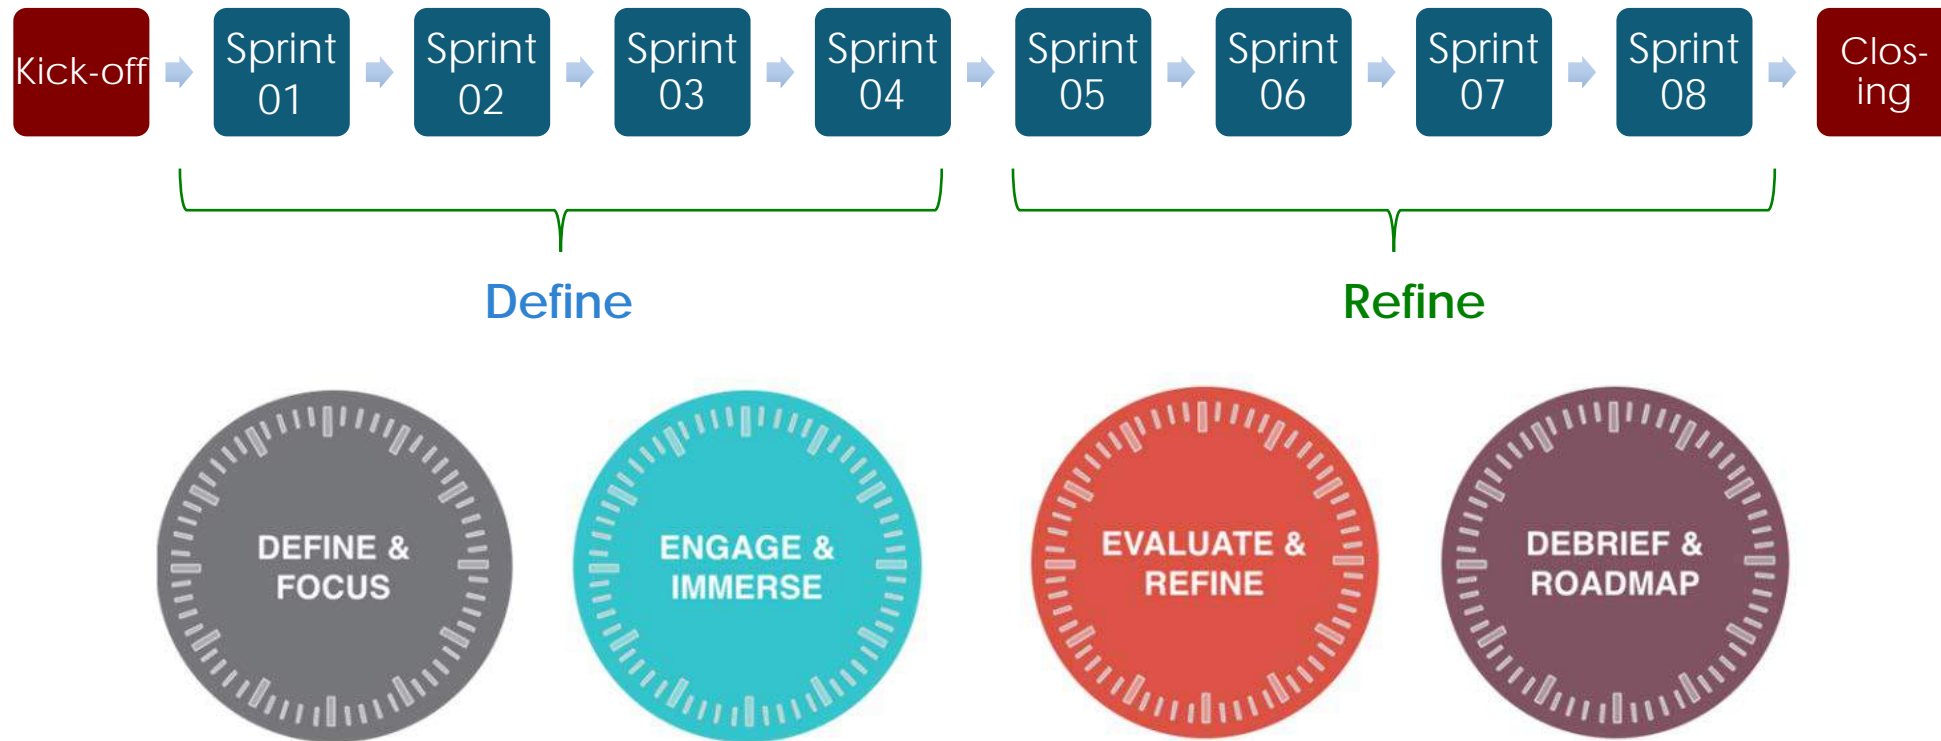 Kick-off
Sprint
01
Sprint
02
Sprint
03
Sprint
04
Sprint
05
Sprint
06
Sprint
07
Sprint
08
Clos-
ing
Define
Refine
DEFINE &
FOCUS
ENGAGE &
IMMERSE
EVALUATE &
REFINE
DEBRIEF &
ROADMAP